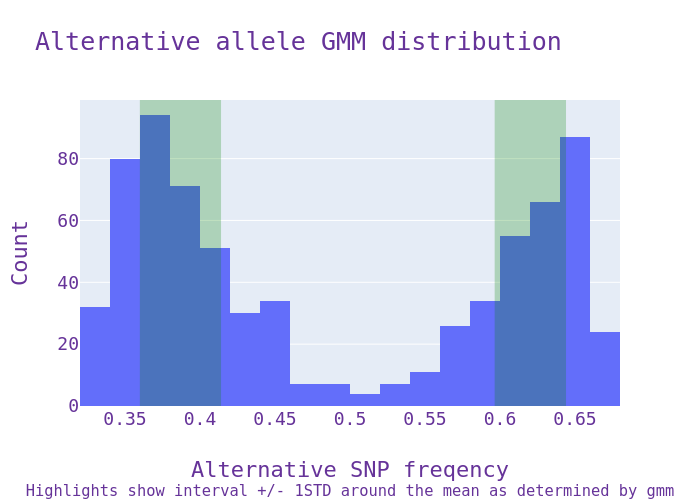 Alternative allele GMM distribution
Count
80
60
40
20
0
0.35 0.4 0.45 0.5 0.55 0.6 0.65
Alternative SNP freqency
Highlights show interval +/- 1STD around the mean as determined by gmm